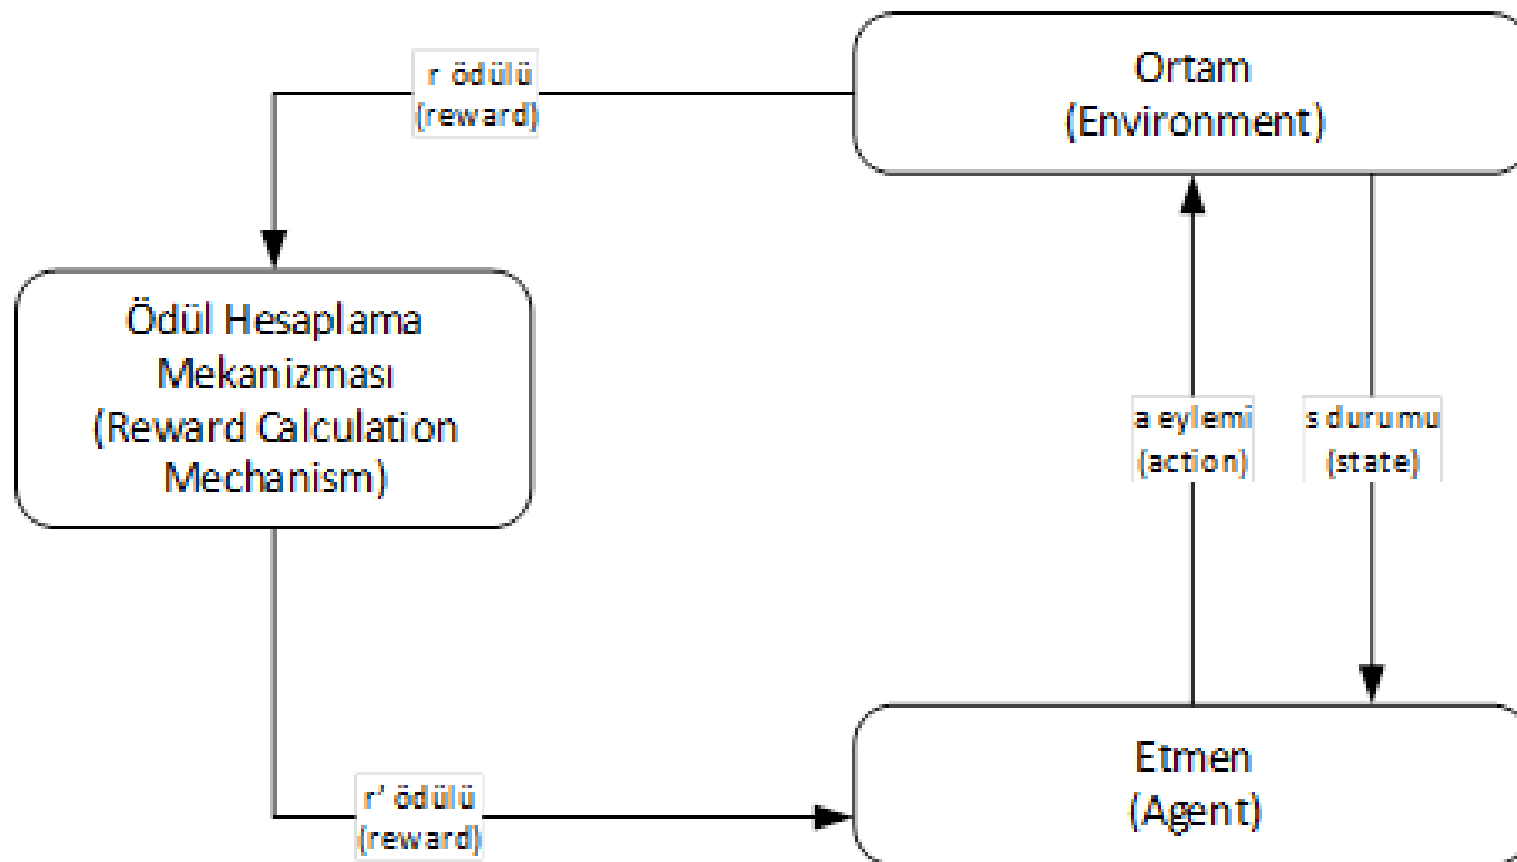 r ödülü
(reward)
Ortam
(Environment)
Ödül Hesaplama
Mekanizması
(Reward Calculation
Mechanism)
a eylemi
(action)
s durumu
(state)
r' ödülü
(reward)
Etmen
(Agent)